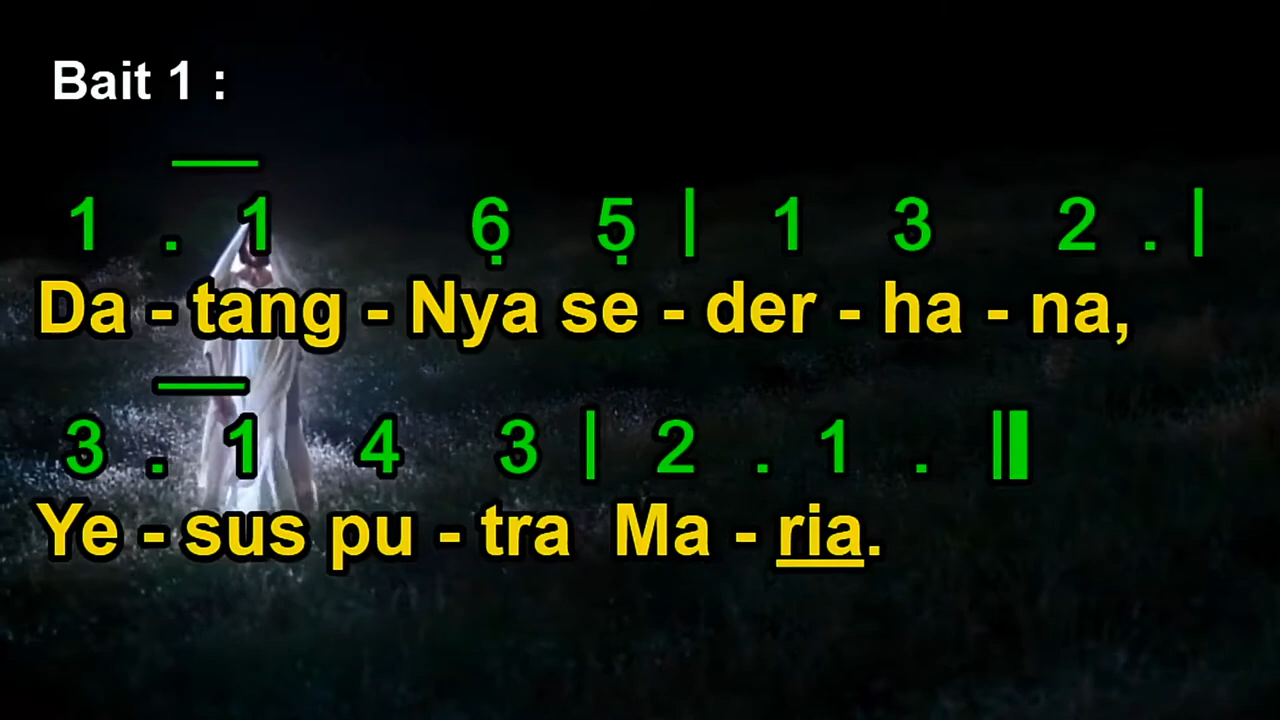 Bait 1 :
1 . 1 6̣ 5̣ | 1 3 2 . |
Da - tang - Nya se - der - ha - na,
3 . 1 4 3 | 2 . 1 . ||
Ye - sus pu - tra Ma - ria.